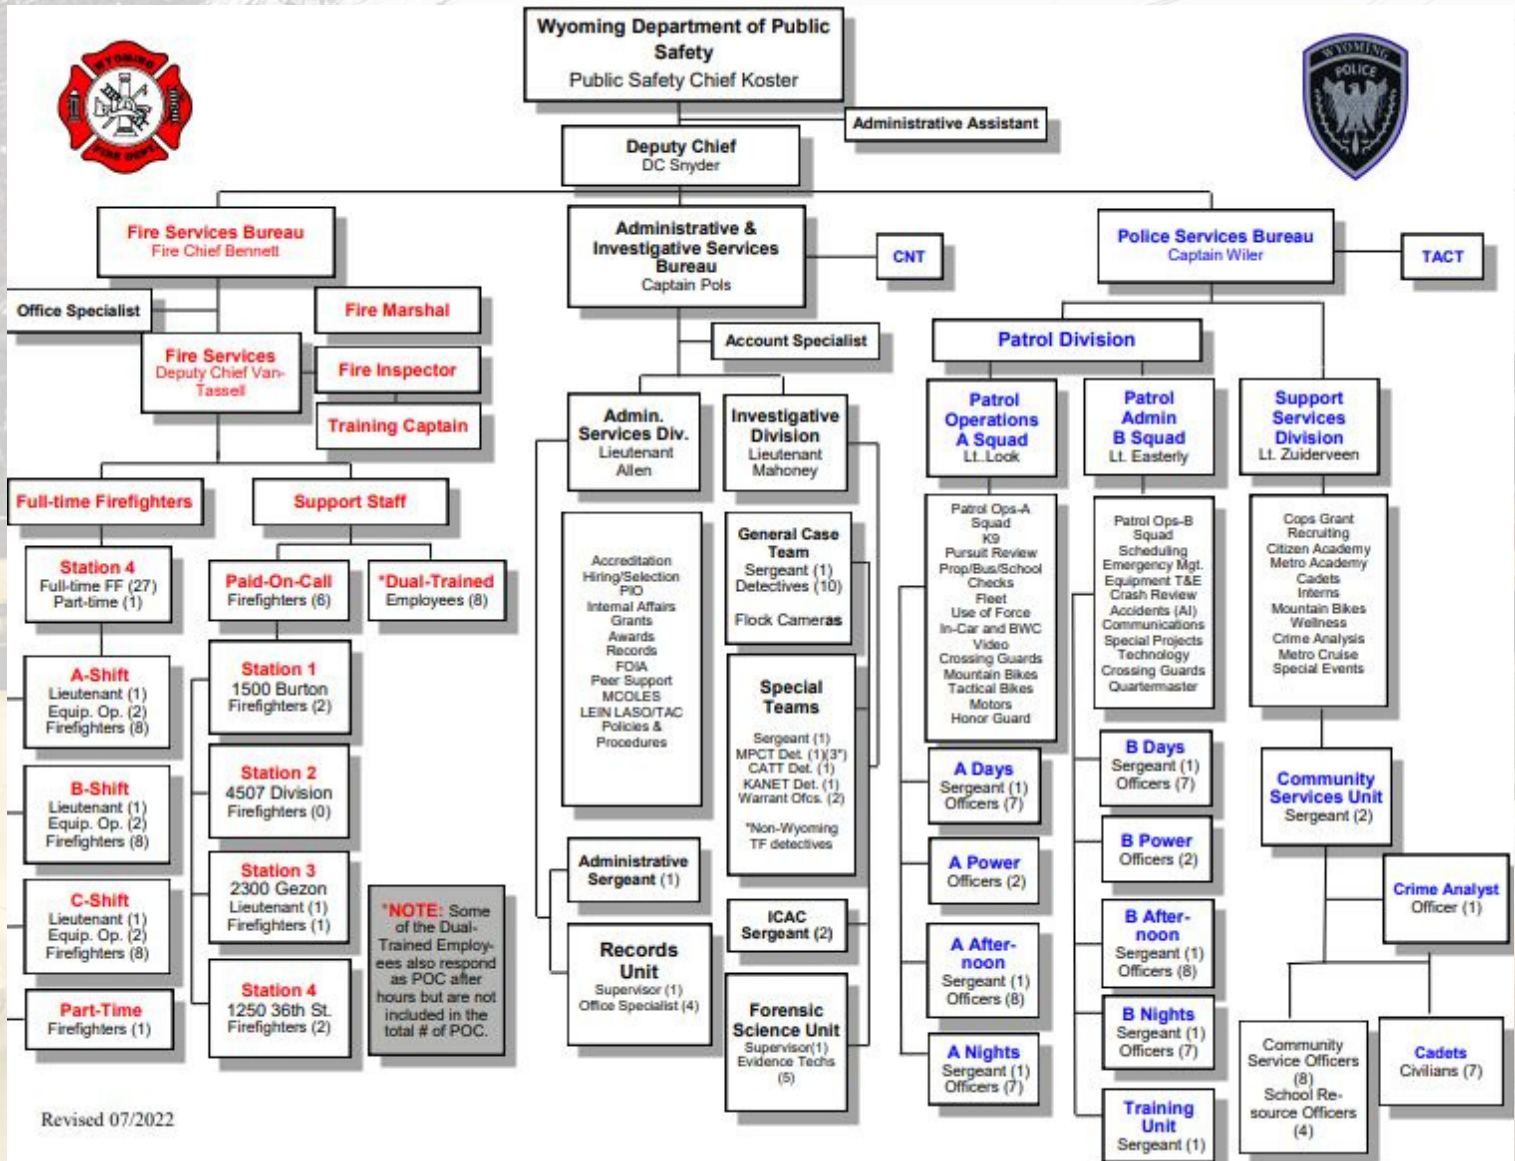 Wyoming Department of Public
Safety
Public Safety Chief Koster
WYOMING
FIRE DEPT.
WYOMING
POLICE
Administrative Assistant
Deputy Chief
DC Snyder
Fire Services Bureau
Fire Chief Bennett
Administrative &
Investigative Services
Bureau
Captain Pols
CNT
Police Services Bureau
Captain Wiler
TACT
Office Specialist
Fire Marshal
Fire Services
Deputy Chief Van-
Tassell
Fire Inspector
Training Captain
Account Specialist
Patrol Division
Full-time Firefighters
Support Staff
Station 4
Full-time FF (27)
Part-time (1)
Paid-On-Call
Firefighters (6)
*Dual-Trained
Employees (8)
A-Shift
Lieutenant (1)
Equip. Op. (2)
Firefighters (8)
B-Shift
Lieutenant (1)
Equip. Op. (2)
Firefighters (8)
C-Shift
Lieutenant (1)
Equip. Op. (2)
Firefighters (8)
Part-Time
Firefighters (1)
Station 1
1500 Burton
Firefighters (2)
Station 2
4507 Division
Firefighters (0)
Station 3
2300 Gezon
Lieutenant (1)
Firefighters (1)
Station 4
1250 36th St.
Firefighters (2)
*NOTE: Some
of the Dual-
Trained Employ-
ees also respond
as POC after
hours but are not
included in the
total # of POC.
Admin.
Services Div.
Lieutenant
Allen
Accreditation
Hiring/Selection
PIO
Internal Affairs
Grants
Awards
Records
FOIA
Peer Support
MCOLES
LEIN LASO/TAC
Policies &
Procedures
Administrative
Sergeant (1)
Records
Unit
Supervisor (1)
Office Specialist (4)
Investigative
Division
Lieutenant
Mahoney
General Case
Team
Sergeant (1)
Detectives (10)
Flock Cameras
Special
Teams
Sergeant (1)
MPCT Det. (1)(3*)
CATT Det. (1)
KANET Det. (1)
Warrant Ofcs. (2)
*Non-Wyoming
TF detectives
ICAC
Sergeant (2)
Forensic
Science Unit
Supervisor(1)
Evidence Techs
(5)
Patrol
Operations
A Squad
Lt..Look
Patrol Ops-A
Squad
K9
Pursuit Review
Prop/Bus/School
Checks
Fleet
Use of Force
In-Car and BWC
Video
Crossing Guards
Mountain Bikes
Tactical Bikes
Motors
Honor Guard
A Days
Sergeant (1)
Officers (7)
A Power
Officers (2)
A After-
noon
Sergeant (1)
Officers (8)
A Nights
Sergeant (1)
Officers (7)
Patrol
Admin
B Squad
Lt. Easterly
Patrol Ops-B
Squad
Scheduling
Emergency Mgt.
Equipment T&E
Crash Review
Accidents (AI)
Communications
Special Projects
Technology
Crossing Guards
Quartermaster
B Days
Sergeant (1)
Officers (7)
B Power
Officers (2)
B After-
noon
Sergeant (1)
Officers (8)
B Nights
Sergeant (1)
Officers (7)
Training
Unit
Sergeant (1)
Support
Services
Division
Lt. Zuiderveen
Cops Grant
Recruiting
Citizen Academy
Metro Academy
Cadets
Interns
Mountain Bikes
Wellness
Crime Analysis
Metro Cruise
Special Events
Community
Services Unit
Sergeant (2)
Crime Analyst
Officer (1)
Community
Service Officers
(8)
School Re-
source Officers
(4)
Cadets
Civilians (7)
Revised 07/2022